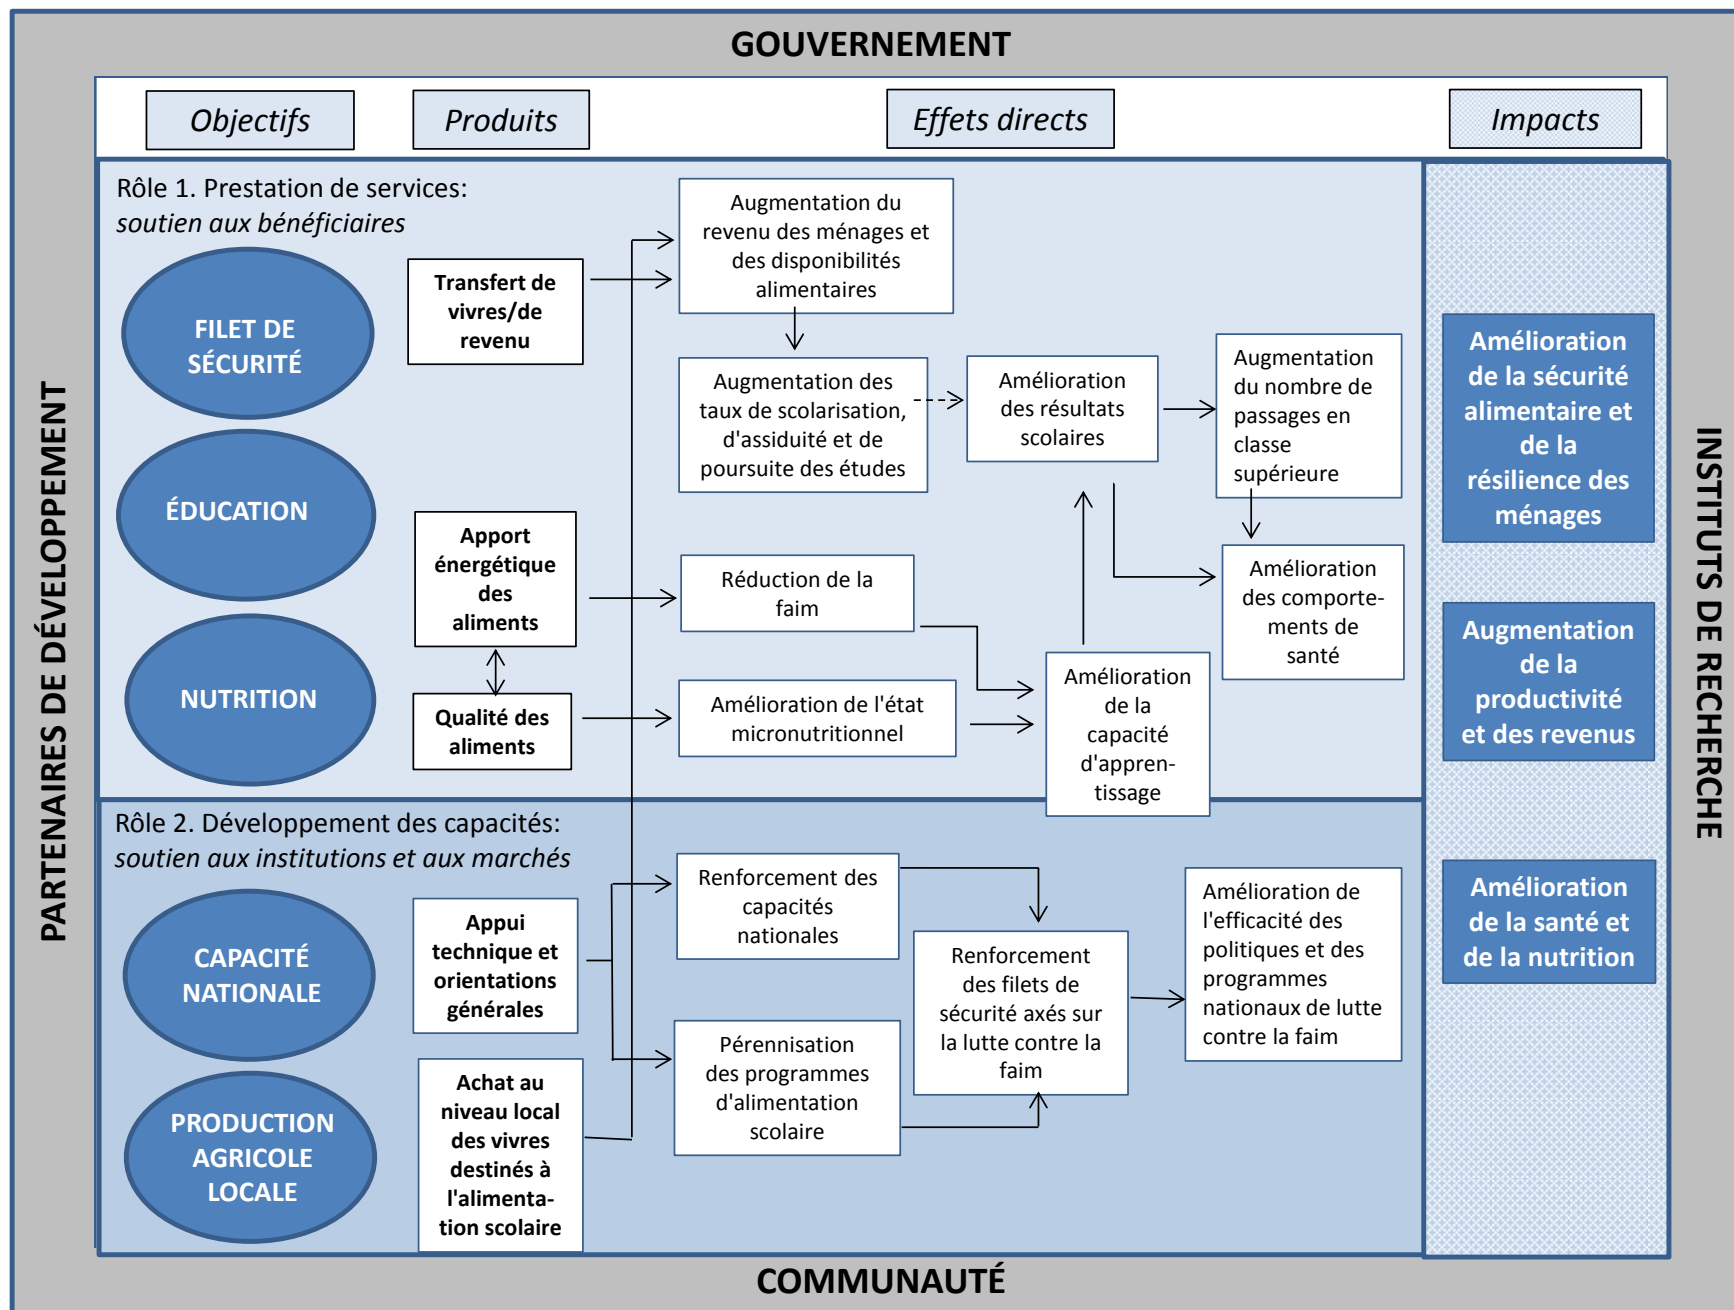 GOUVERNEMENT
Objectifs
Produits
Effets directs
Impacts
PARTENAIRES DE DÉVELOPPEMENT
Rôle 1. Prestation de services:
soutien aux bénéficiaires
FILET DE
SÉCURITÉ
ÉDUCATION
NUTRITION
Transfert de
vivres/de
revenu
Apport
énergétique
des
aliments
Qualité des
aliments
Augmentation du
revenu des ménages et
des disponibilités
alimentaires
Augmentation des
taux de scolarisation,
d'assiduité et de
poursuite des études
Amélioration
des résultats
scolaires
Augmentation
du nombre de
passages en
classe
supérieure
Réduction de la
faim
Amélioration de l'état
micronutritionnel
Amélioration
de la
capacité
d'appren-
tissage
Amélioration
des comporte-
ments de
santé
Rôle 2. Développement des capacités:
soutien aux institutions et aux marchés
CAPACITÉ
NATIONALE
PRODUCTION
AGRICOLE
LOCALE
Appui
technique et
orientations
générales
Achat au
niveau local
des vivres
destinés à
l'alimenta-
tion scolaire
Renforcement des
capacités
nationales
Pérennisation
des programmes
d'alimentation
scolaire
Renforcement
des filets de
sécurité axés sur
la lutte contre la
faim
Amélioration de
l'efficacité des
politiques et des
programmes
nationaux de lutte
contre la faim
Amélioration
de la sécurité
alimentaire et
de la
résilience des
ménages
Augmentation
de la
productivité
et des revenus
Amélioration
de la santé et
de la nutrition
INSTITUTS DE RECHERCHE
COMMUNAUTÉ